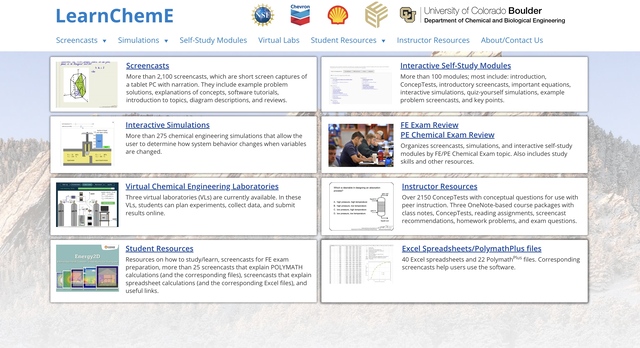 LearnChemE
NSF
Chevron
University of Colorado Boulder
Department of Chemical and Biological Engineering
Screencasts Simulations Self-Study Modules Virtual Labs Student Resources Instructor Resources About/Contact Us
Screencasts
More than 2,100 screencasts, which are short screen captures of
a tablet PC with narration. They include example problem
solutions, explanations of concepts, software tutorials,
introduction to topics, diagram descriptions, and reviews.
Interactive Self-Study Modules
More than 100 modules; most include: introduction,
ConcepTests, introductory screencasts, important equations,
interactive simulations, quiz-yourself simulations, example
problem screencasts, and key points.
Interactive Simulations
More than 275 chemical engineering simulations that allow the
user to determine how system behavior changes when variables
are changed.
FE Exam Review
PE Chemical Exam Review
Organizes screencasts, simulations, and interactive self-study
modules by FE/PE Chemical Exam topic. Also includes study
skills and other resources.
Virtual Chemical Engineering Laboratories
Three virtual laboratories (VLs) are currently available. In these
VLs, students can plan experiments, collect data, and submit
results online.
Instructor Resources
Over 2150 ConcepTests with conceptual questions for use with
peer instruction. Three OneNote-based course packages with
class notes, ConcepTests, reading assignments, screencast
recommendations, homework problems, and exam questions.
Energy2D
Student Resources
Resources on how to study/learn, screencasts for FE exam
preparation, more than 25 screencasts that explain POLYMATH
calculations (and the corresponding files), screencasts that explain
spreadsheet calculations (and the corresponding Excel files), and
useful links.
Excel Spreadsheets/PolymathPlus files
40 Excel spreadsheets and 22 PolymathPlus files. Corresponding
screencasts help users use the software.